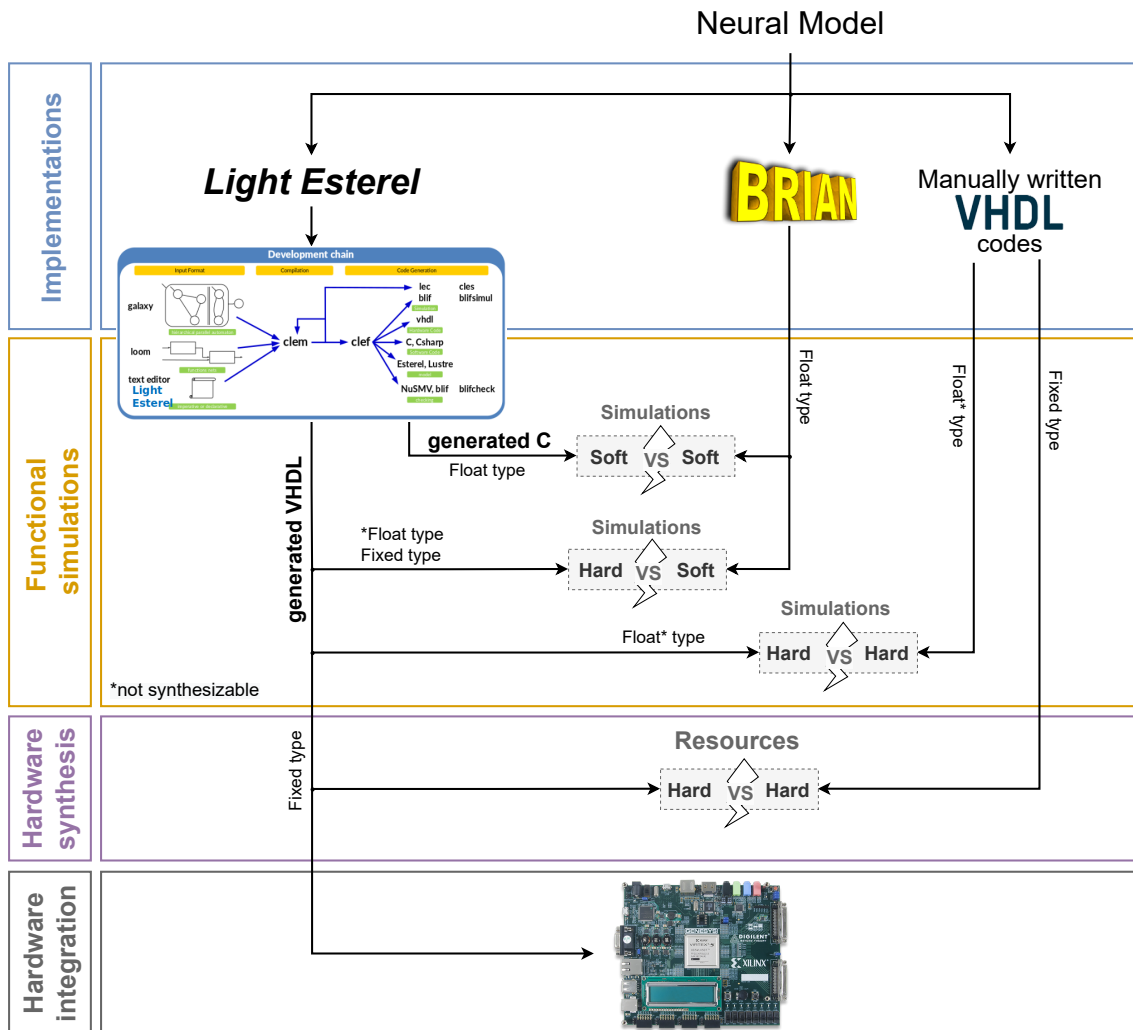 Neural Model
Implementations
Light Esterel
BRIAN
Manually written
VHDL
codes
Development chain
Input Format
Compilation
Code Generation
galaxy
loom
text editor
Light
Esterel
clem
clef
lec
cles
blif
blifsimul
vhdl
C, Csharp
Esterel, Lustre
NuSMV, blif
blifcheck
Functional
simulations
Float type
Float* type
Fixed type
generated C
Float type
Simulations
Soft VS Soft
generated VHDL
*Float type
Fixed type
Simulations
Hard VS Soft
Float* type
Simulations
Hard VS Hard
*not synthesizable
Hardware
synthesis
Fixed type
Resources
Hard VS Hard
Hardware
integration
GENESYS
DIGILENT
XILINX